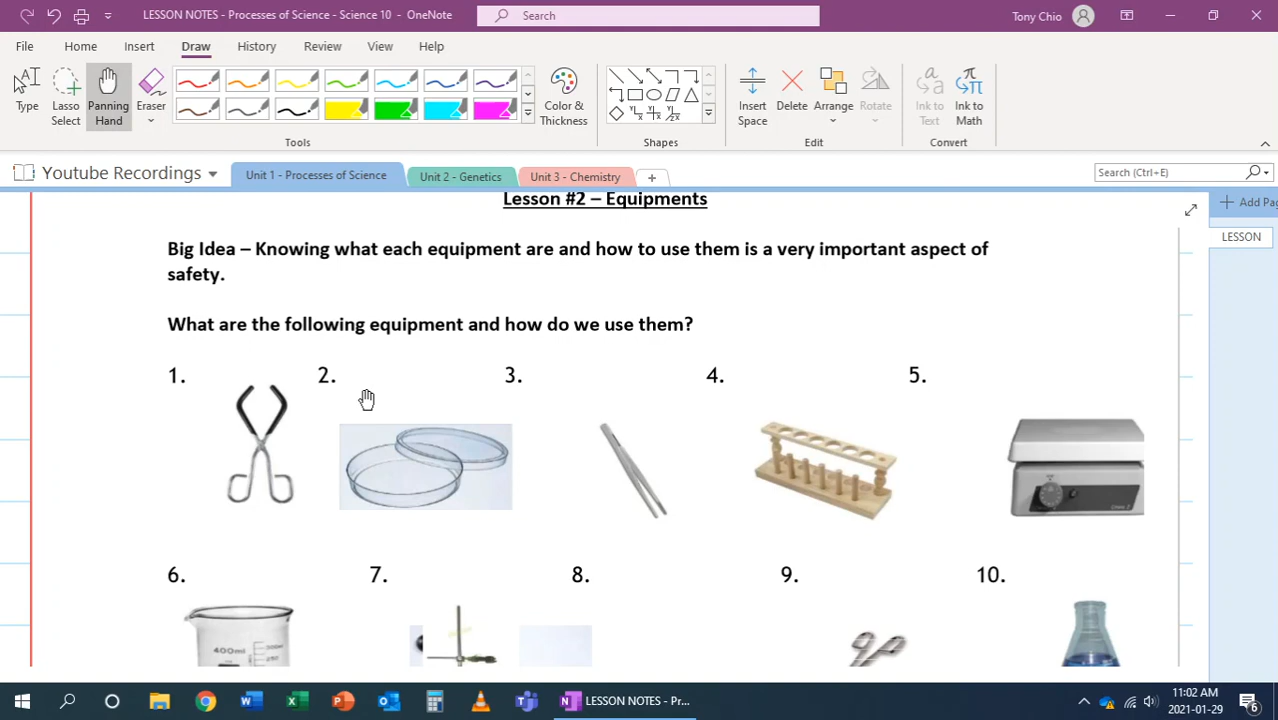 LESSON NOTES - Processes of Science - Science 10 - OneNote
Search
Tony Chio
File Home Insert Draw History Review View Help
Type
Lasso Select
Panning Hand
Eraser
Color & Thickness
Insert Space
Delete
Arrange
Rotate
Ink to Text
Ink to Math
Tools
Shapes
Edit
Convert
Youtube Recordings
Unit 1 - Processes of Science
Unit 2 - Genetics
Unit 3 - Chemistry
Search (Ctrl+E)
Add Pag
LESSON
Lesson #2 – Equipments
Big Idea – Knowing what each equipment are and how to use them is a very important aspect of
safety.
What are the following equipment and how do we use them?
1. 2. 3. 4. 5.
6. 7. 8. 9. 10.
400ml
LESSON NOTES - Pr...
11:02 AM
2021-01-29
6